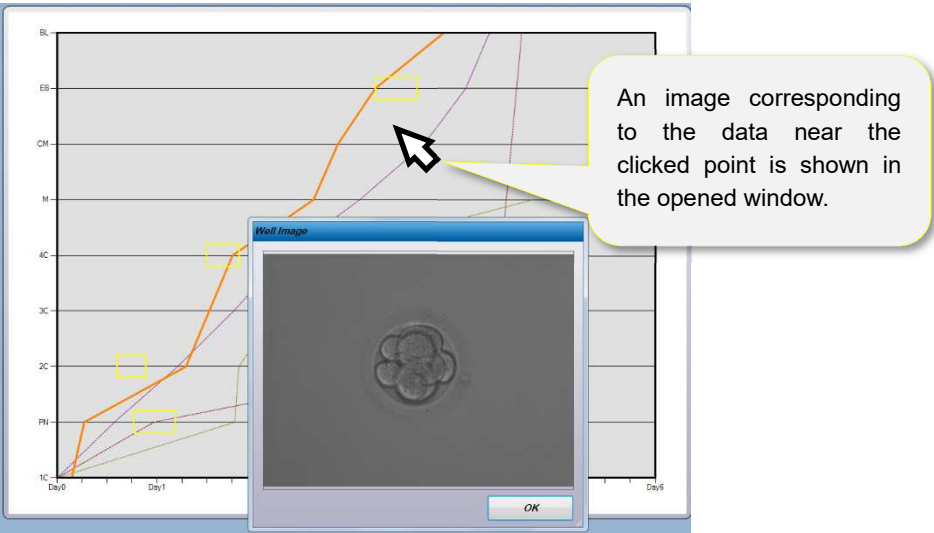 BL
EB
CM
M
4C
3C
2C
PN
1C
Day0
Day1
Day6
An image corresponding
to the data near the
clicked point is shown in
the opened window.
Well Image
OK